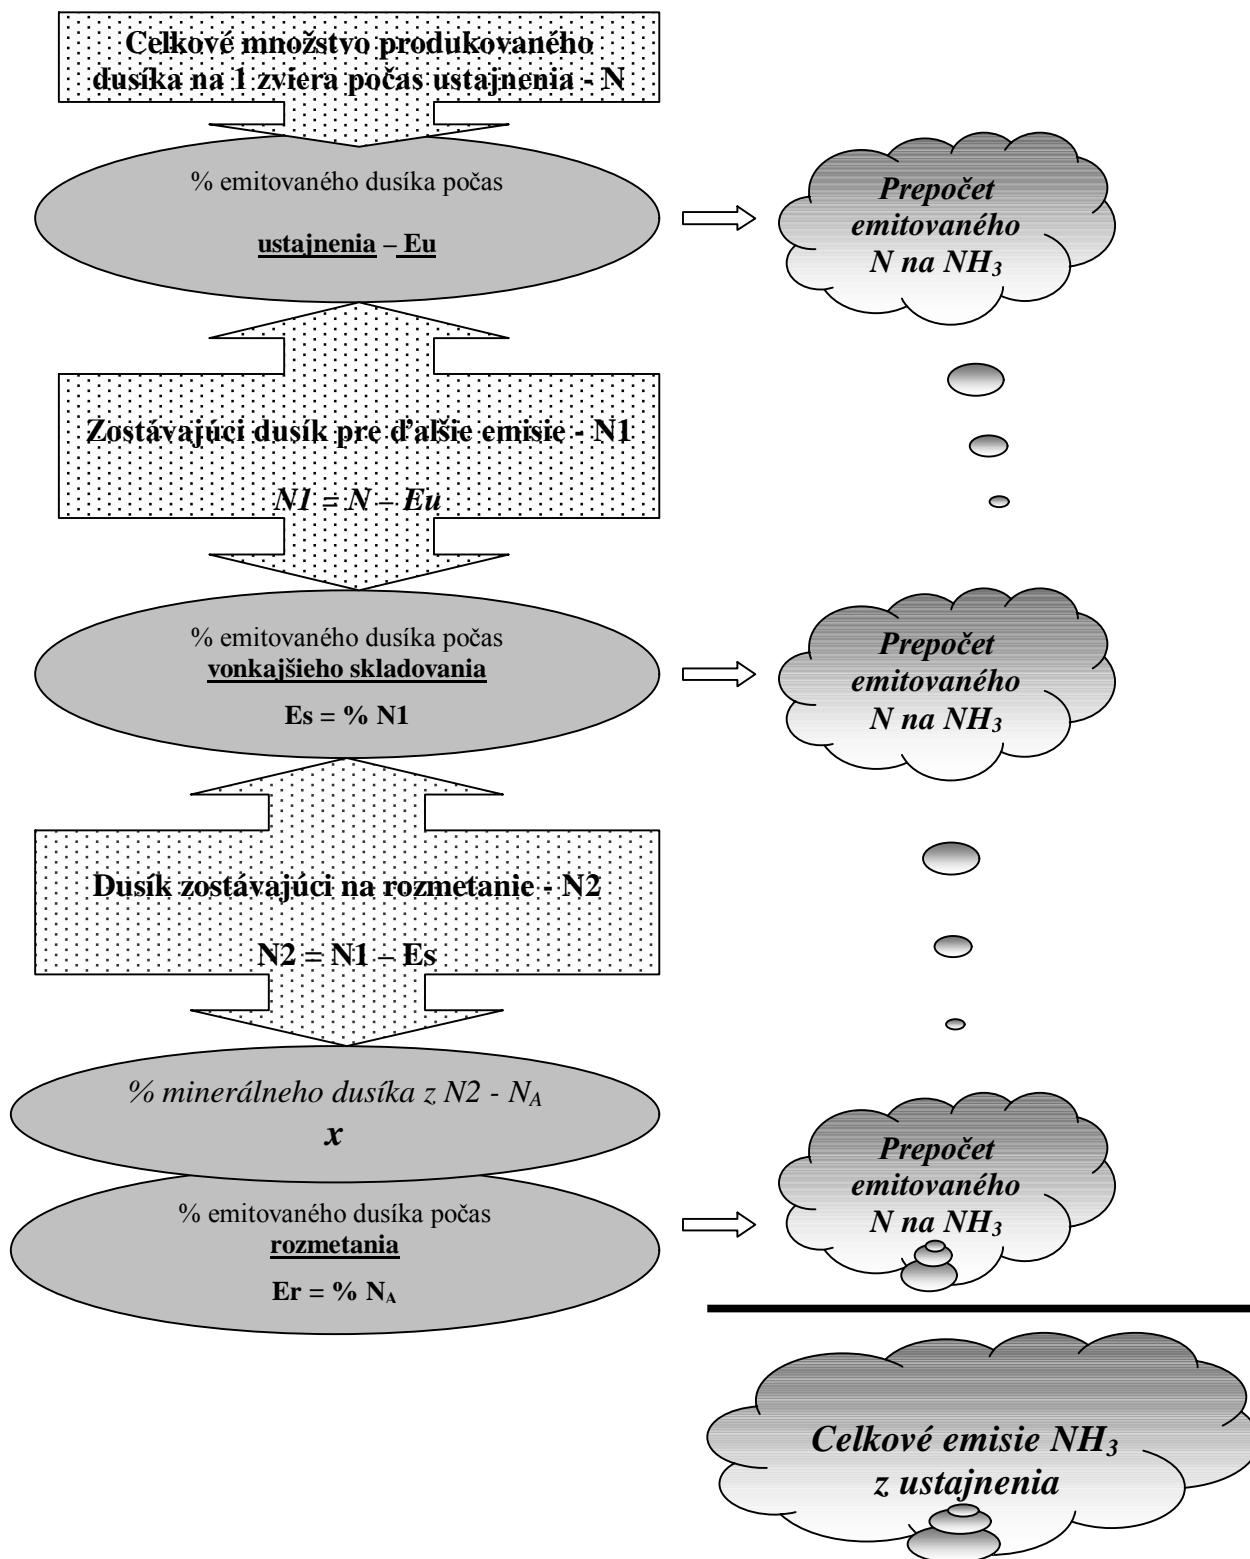 Celkové množstvo produkovaného
dusíka na 1 zviera počas ustajnenia - N
% emitovaného dusíka počas
ustajnenia – Eu
Prepočet
emitovaného
N na NH₃
Zostávajúci dusík pre ďalšie emisie - N1
N1 = N – Eu
% emitovaného dusíka počas
vonkajšieho skladovania
Es = % N1
Prepočet
emitovaného
N na NH₃
Dusík zostávajúci na rozmetanie - N2
N2 = N1 – Es
% minerálneho dusíka z N2 - N_A
x
% emitovaného dusíka počas
rozmetania
Er = % N_A
Prepočet
emitovaného
N na NH₃
Celkové emisie NH₃
z ustajnenia